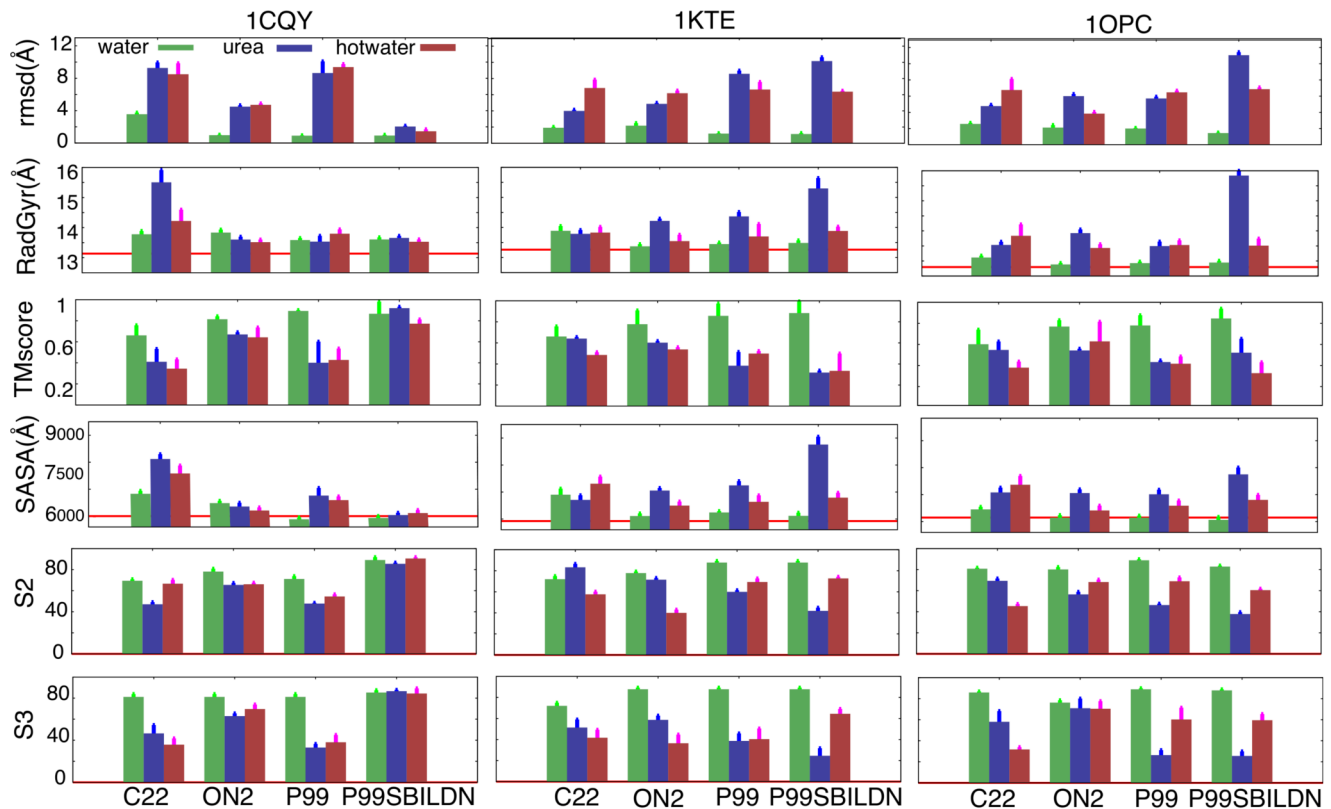 1CQY 1KTE 1OPC
water urea hotwater
rmsd(Å)
12
8
4
0
RadGyr(Å)
16
15
14
13
TMscore
1
0.6
0.2
SASA(Å)
9000
7500
6000
S2
80
40
0
S3
80
40
0
C22 ON2 P99 P99SBILDN C22 ON2 P99 P99SBILDN C22 ON2 P99 P99SBILDN